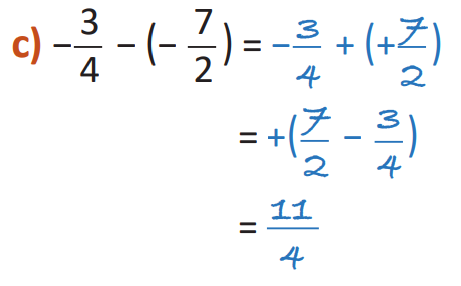 c) − 3/4 − (− 7/2) = − 3/4 + (+ 7/2)
= +(7/2 − 3/4)
= 11/4